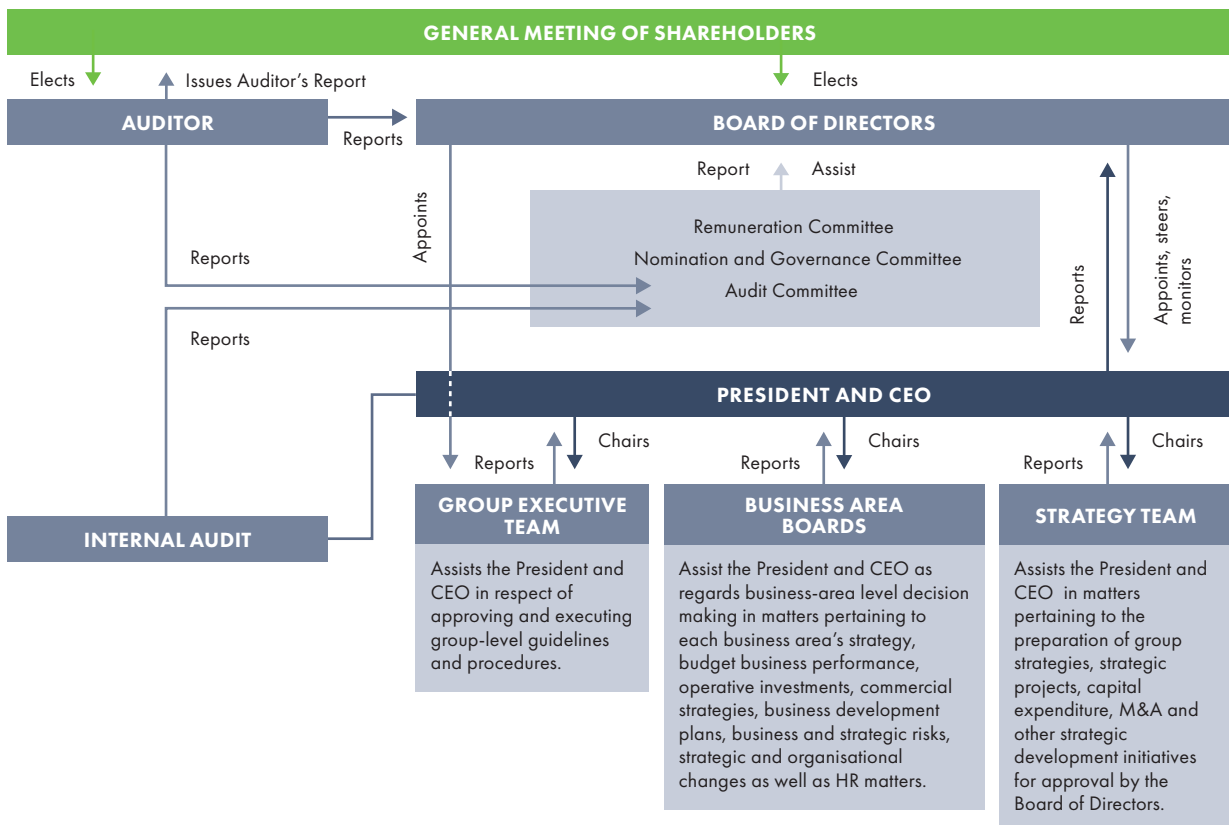 GENERAL MEETING OF SHAREHOLDERS
Elects
Issues Auditor’s Report
Elects
AUDITOR
Reports
BOARD OF DIRECTORS
Report
Assist
Appoints
Remuneration Committee
Nomination and Governance Committee
Audit Committee
Reports
Reports
Reports
Appoints, steers,
monitors
PRESIDENT AND CEO
Reports
Chairs
Reports
Chairs
Reports
Chairs
INTERNAL AUDIT
GROUP EXECUTIVE
TEAM
Assists the President and
CEO in respect of
approving and executing
group-level guidelines
and procedures.
BUSINESS AREA
BOARDS
Assist the President and CEO as
regards business-area level decision
making in matters pertaining to
each business area’s strategy,
budget business performance,
operative investments, commercial
strategies, business development
plans, business and strategic risks,
strategic and organisational
changes as well as HR matters.
STRATEGY TEAM
Assists the President and
CEO in matters
pertaining to the
preparation of group
strategies, strategic
projects, capital
expenditure, M&A and
other strategic
development initiatives
for approval by the
Board of Directors.